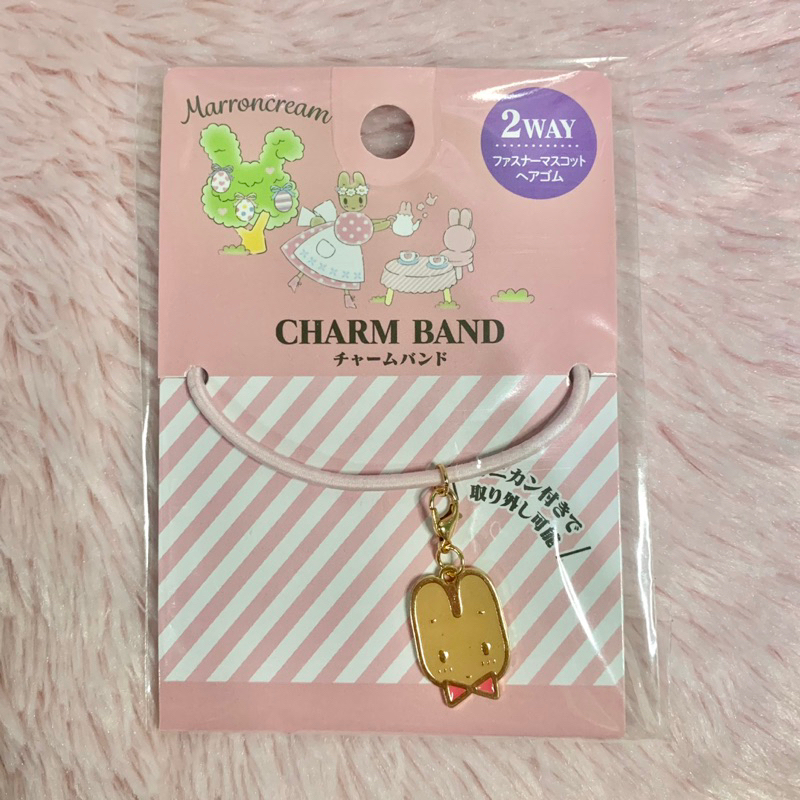 Marroncream
2WAY
ファスナーマスコット
ヘアゴム
CHARM BAND
チャームバンド
ニカン付きで
取り外し可能